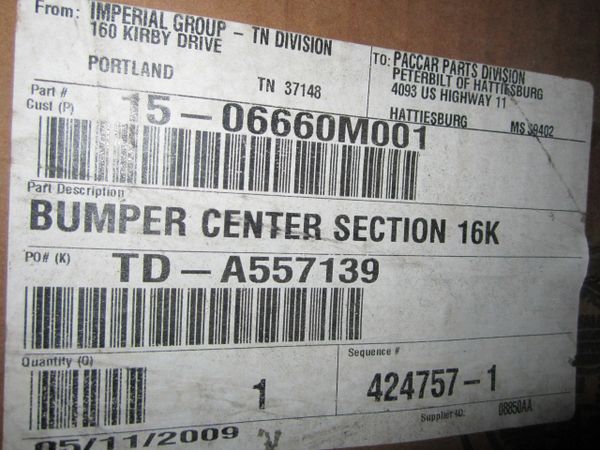 From: IMPERIAL GROUP - TN DIVISION
160 KIRBY DRIVE
PORTLAND TN 37148
TO: PACCAR PARTS DIVISION
PETERBILT OF HATTIESBURG
4093 US HIGHWAY 11
HATTIESBURG MS 39402
Part #
Cust (P)
15-06660M001
Part Description
BUMPER CENTER SECTION 16K
PO# (K)
TD-A557139
Quantity (Q)
1
Sequence #
424757-1
Supplier ID: 08850AA
05/11/2009